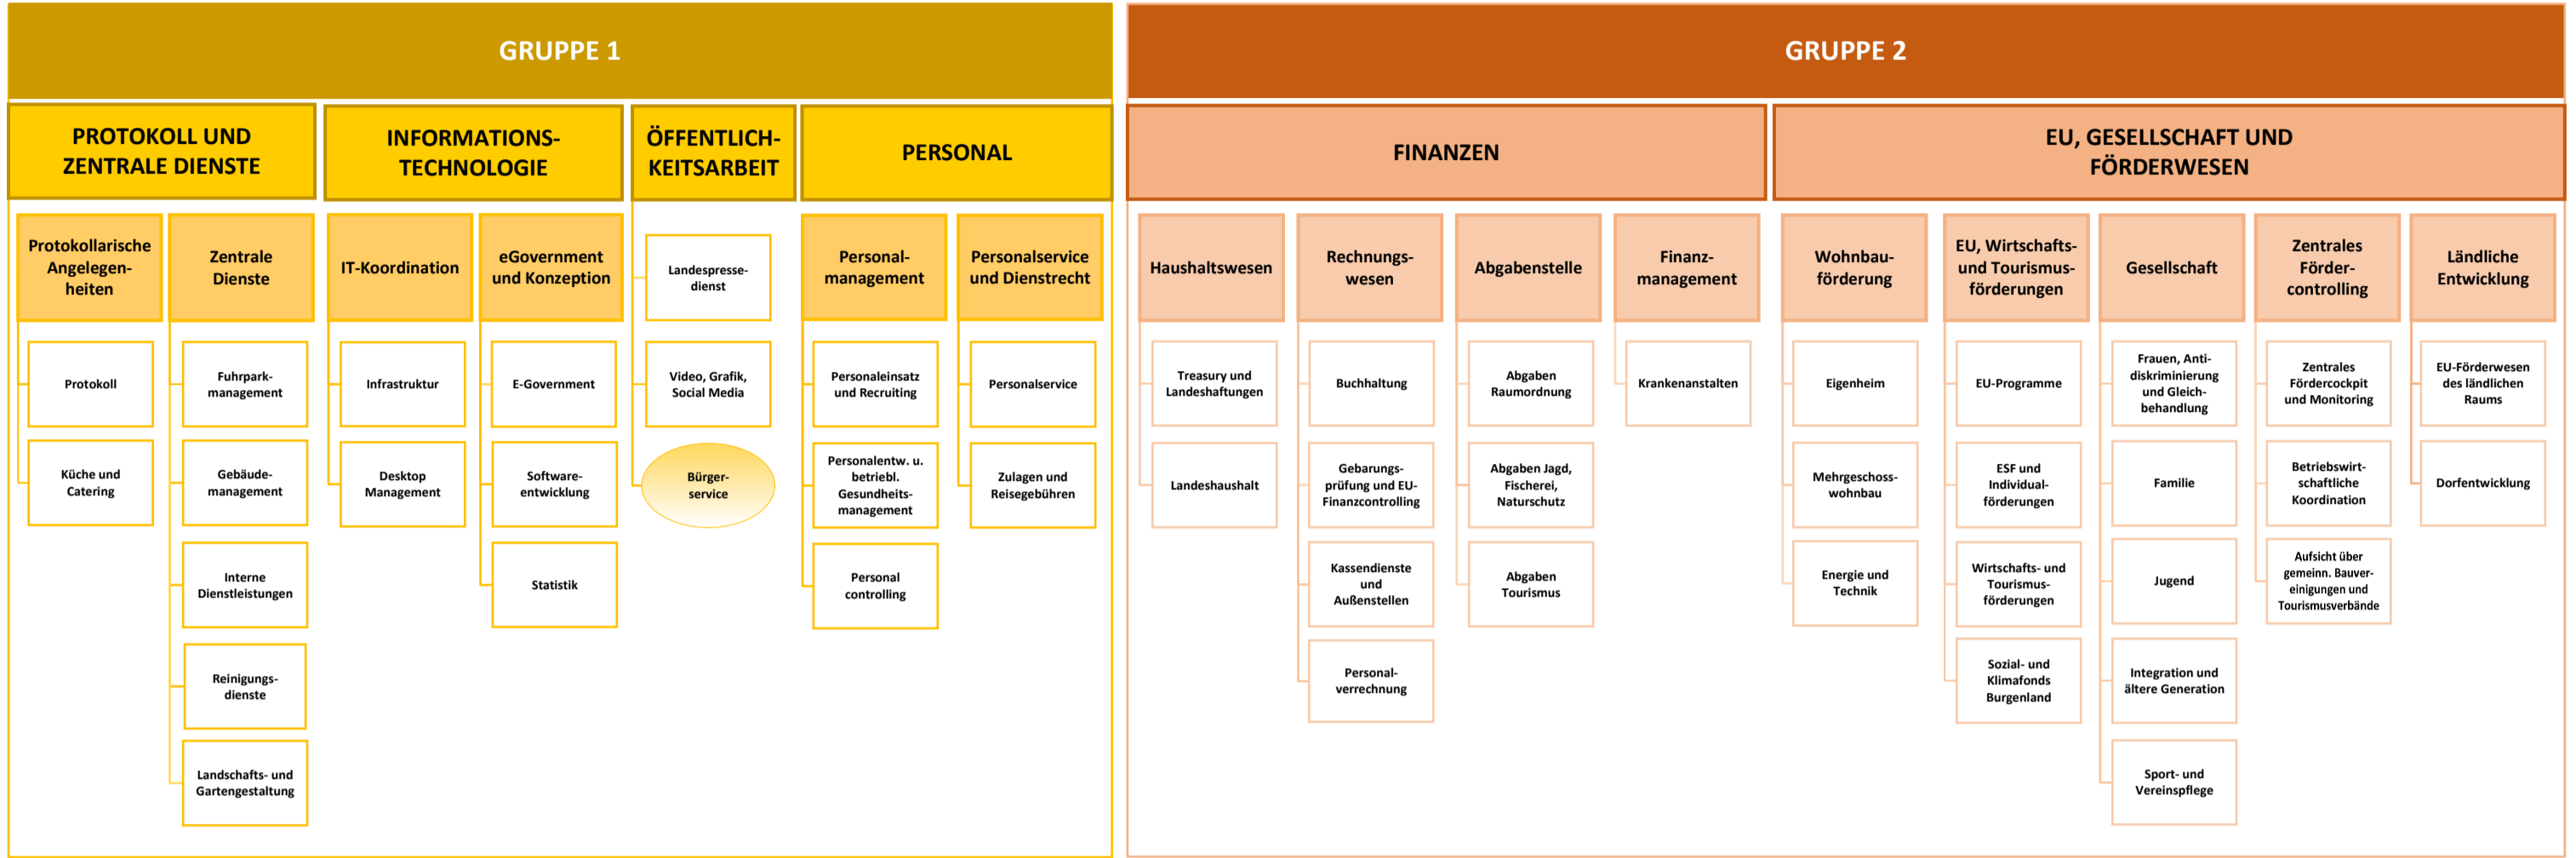 GRUPPE 1
PROTOKOLL UND
ZENTRALE DIENSTE
Protokollarische
Angelegen-
heiten
Protokoll
Küche und
Catering
Zentrale
Dienste
Fuhrpark-
management
Gebäude-
management
Interne
Dienstleistungen
Reinigungs-
dienste
Landschafts- und
Gartengestaltung
INFORMATIONS-
TECHNOLOGIE
IT-Koordination
Infrastruktur
Desktop
Management
eGovernment
und Konzeption
E-Government
Software-
entwicklung
Statistik
ÖFFENTLICH-
KEITSARBEIT
Landespresse-
dienst
Video, Grafik,
Social Media
Bürger-
service
PERSONAL
Personal-
management
Personaleinsatz
und Recruiting
Personalentw. u.
betriebl.
Gesundheits-
management
Personal
controlling
Personalservice
und Dienstrecht
Personalservice
Zulagen und
Reisegebühren
GRUPPE 2
FINANZEN
Haushaltswesen
Treasury und
Landeshaftungen
Landeshaushalt
Rechnungs-
wesen
Buchhaltung
Gebarungs-
prüfung und EU-
Finanzcontrolling
Kassendienste
und
Außenstellen
Personal-
verrechnung
Abgabenstelle
Abgaben
Raumordnung
Abgaben Jagd,
Fischerei,
Naturschutz
Abgaben
Tourismus
Finanz-
management
Krankenanstalten
EU, GESELLSCHAFT UND
FÖRDERWESEN
Wohnbau-
förderung
Eigenheim
Mehrgeschoss-
wohnbau
Energie und
Technik
EU, Wirtschafts-
und Tourismus-
förderungen
EU-Programme
ESF und
Individual-
förderungen
Wirtschafts- und
Tourismus-
förderungen
Sozial- und
Klimafonds
Burgenland
Gesellschaft
Frauen, Anti-
diskriminierung
und Gleich-
behandlung
Familie
Jugend
Integration und
ältere Generation
Sport- und
Vereinspflege
Zentrales
Förder-
controlling
Zentrales
Fördercockpit
und Monitoring
Betriebswirt-
schaftliche
Koordination
Aufsicht über
gemeinn. Bauver-
einigungen und
Tourismusverbände
Ländliche
Entwicklung
EU-Förderwesen
des ländlichen
Raums
Dorfentwicklung